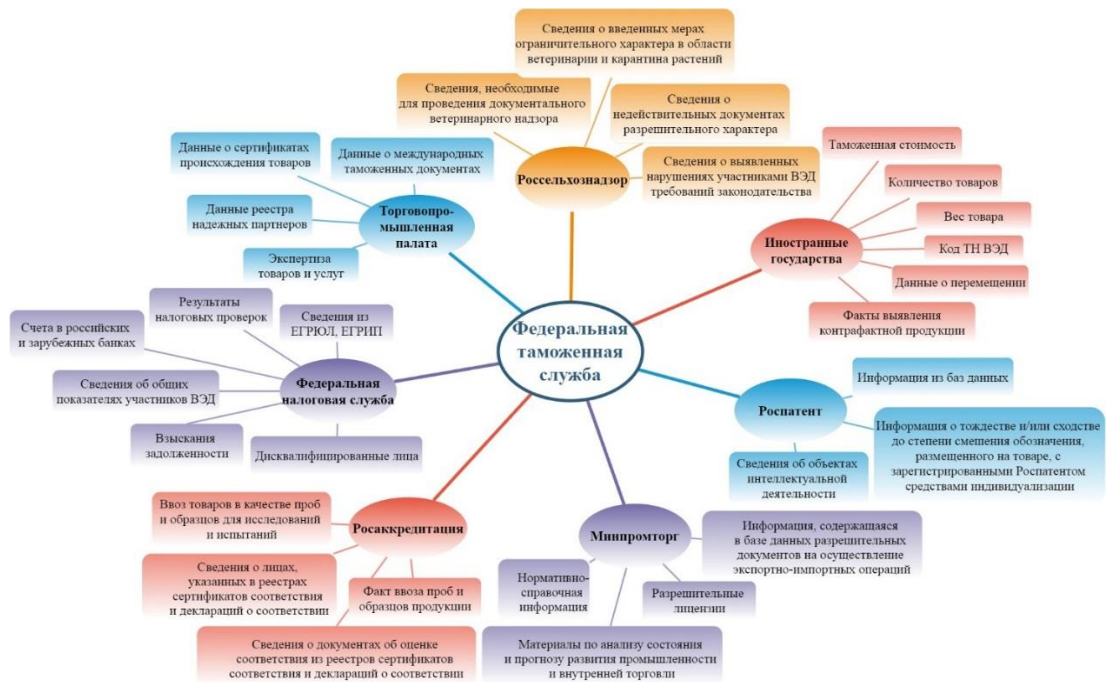 Сведения о введенных мерах
ограничительного характера в области
ветеринарии и карантина растений
Сведения, необходимые
для проведения документального
ветеринарного надзора
Сведения о
недействительных документах
разрешительного характера
Сведения о выявленных
нарушениях участниками ВЭД
требований законодательства
Россельхознадзор
Данные о сертификатах
происхождения товаров
Данные о международных
таможенных документах
Данные реестра
надежных партнеров
Экспертиза
товаров и услуг
Торговопро-
мышленная
палата
Таможенная стоимость
Количество товаров
Вес товара
Код ТН ВЭД
Данные о перемещении
Факты выявления
контрафактной продукции
Иностранные
государства
Федеральная
таможенная
служба
Результаты
налоговых проверок
Сведения из
ЕГРЮЛ, ЕГРИП
Счета в российских
и зарубежных банках
Сведения об общих
показателях участников ВЭД
Взыскания
задолженности
Дисквалифицированные лица
Федеральная
налоговая служба
Информация из баз данных
Роспатент
Информация о тождестве и/или сходстве
до степени смешения обозначения,
размещенного на товаре, с
зарегистрированными Роспатентом
средствами индивидуализации
Сведения об объектах
интеллектуальной
деятельности
Ввоз товаров в качестве проб
и образцов для исследований
и испытаний
Росаккредитация
Сведения о лицах,
указанных в реестрах
сертификатов соответствия
и деклараций о соответствии
Факт ввоза проб и
образцов продукции
Сведения о документах об оценке
соответствия из реестров сертификатов
соответствия и деклараций о соответствии
Минпромторг
Информация, содержащаяся
в базе данных разрешительных
документов на осуществление
экспортно-импортных операций
Нормативно-
справочная
информация
Разрешительные
лицензии
Материалы по анализу состояния
и прогнозу развития промышленности
и внутренней торговли